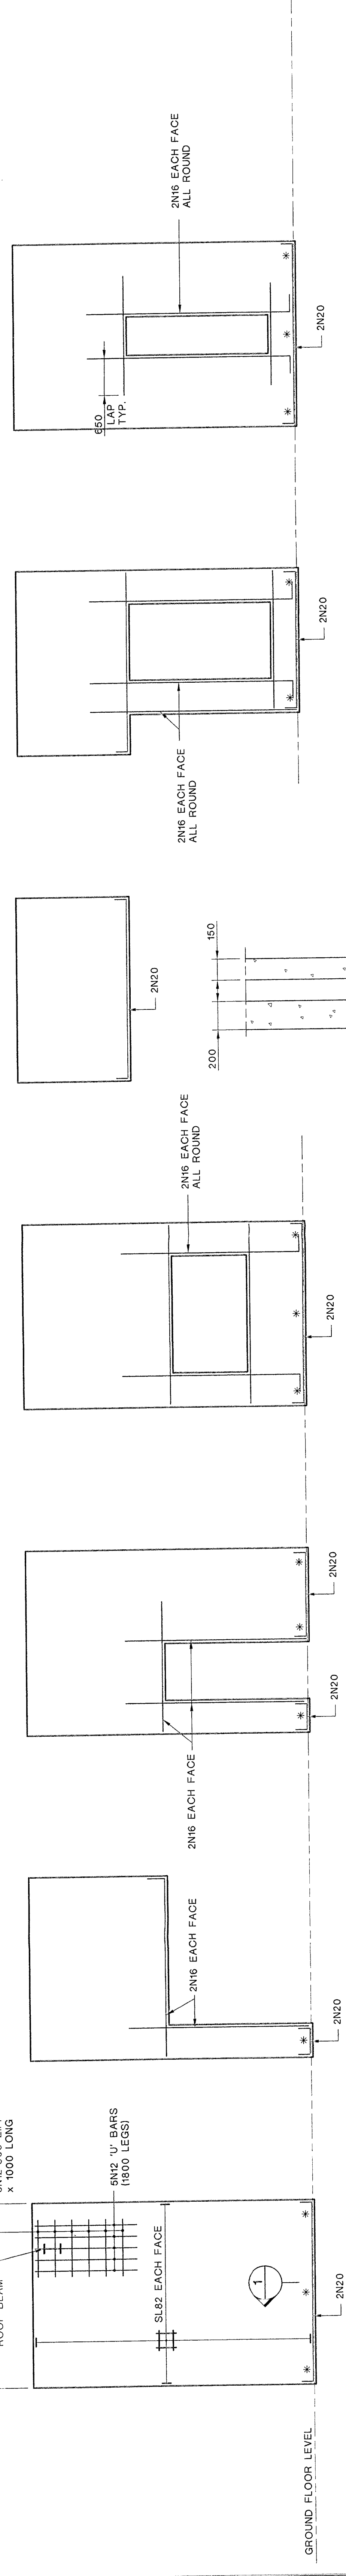 2N16 EACH FACE
ALL ROUND
650
LAP
TYP.
2N20
2N16 EACH FACE
ALL ROUND
2N20
2N20
150
200
2N16 EACH FACE
ALL ROUND
2N20
2N16 EACH FACE
2N20
2N20
2N16 EACH FACE
2N20
x 1000 LONG
ROOF BEAM
5N12 'U' BARS
(1800 LEGS)
SL82 EACH FACE
1
2N20
GROUND FLOOR LEVEL